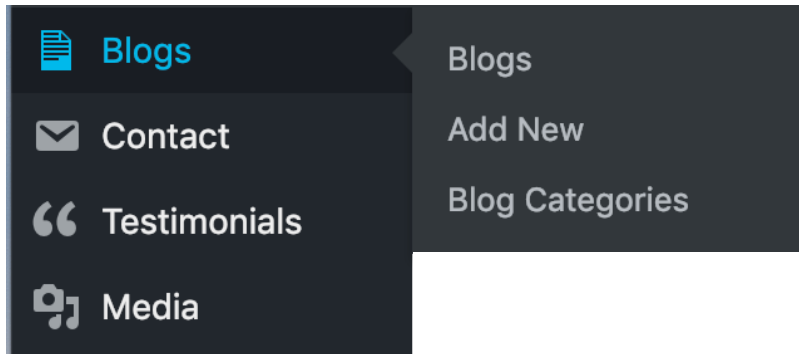 Blogs
Contact
Testimonials
Media
Blogs
Add New
Blog Categories